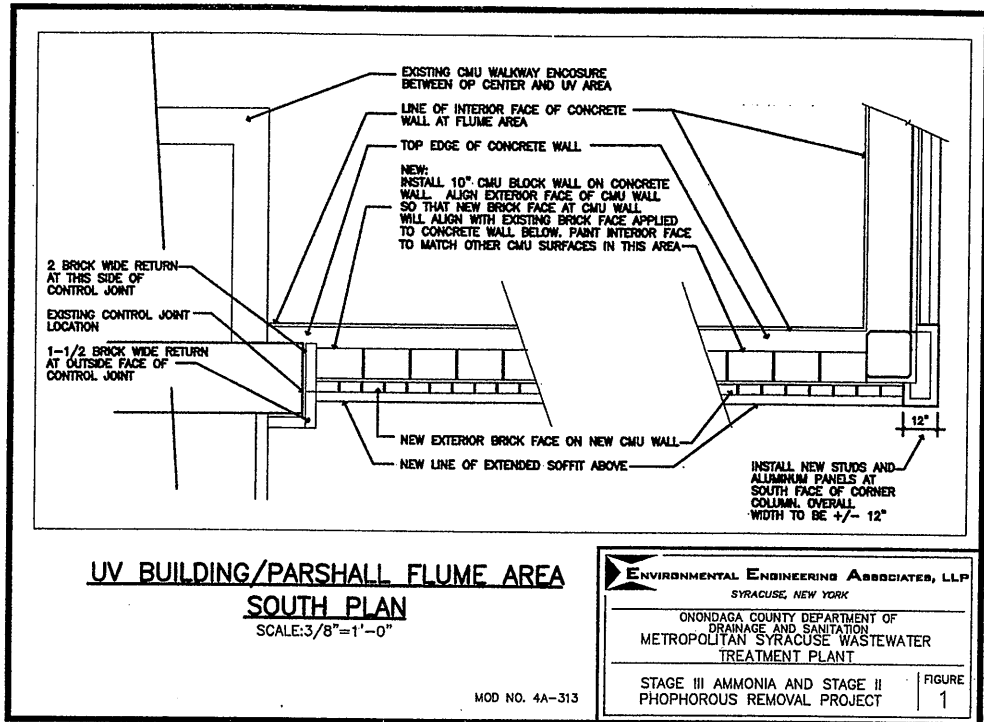 EXISTING CMU WALKWAY ENCOSURE
BETWEEN OP CENTER AND UV AREA
LINE OF INTERIOR FACE OF CONCRETE
WALL AT FLUME AREA
TOP EDGE OF CONCRETE WALL
NEW:
INSTALL 10" CMU BLOCK WALL ON CONCRETE
WALL. ALIGN EXTERIOR FACE OF CMU WALL
SO THAT NEW BRICK FACE AT CMU WALL
WILL ALIGN WITH EXISTING BRICK FACE APPLIED
TO CONCRETE WALL BELOW. PAINT INTERIOR FACE
TO MATCH OTHER CMU SURFACES IN THIS AREA
2 BRICK WIDE RETURN
AT THIS SIDE OF
CONTROL JOINT
EXISTING CONTROL JOINT
LOCATION
1-1/2 BRICK WIDE RETURN
AT OUTSIDE FACE OF
CONTROL JOINT
12"
NEW EXTERIOR BRICK FACE ON NEW CMU WALL
NEW LINE OF EXTENDED SOFFIT ABOVE
INSTALL NEW STUDS AND
ALUMINUM PANELS AT
SOUTH FACE OF CORNER
COLUMN. OVERALL
WIDTH TO BE +/- 12"
UV BUILDING/PARSHALL FLUME AREA
SOUTH PLAN
SCALE:3/8"=1'-0"
MOD NO. 4A-313
ENVIRONMENTAL ENGINEERING ASSOCIATES, LLP
SYRACUSE, NEW YORK
ONONDAGA COUNTY DEPARTMENT OF
DRAINAGE AND SANITATION
METROPOLITAN SYRACUSE WASTEWATER
TREATMENT PLANT
STAGE III AMMONIA AND STAGE II
PHOPHOROUS REMOVAL PROJECT
FIGURE
1